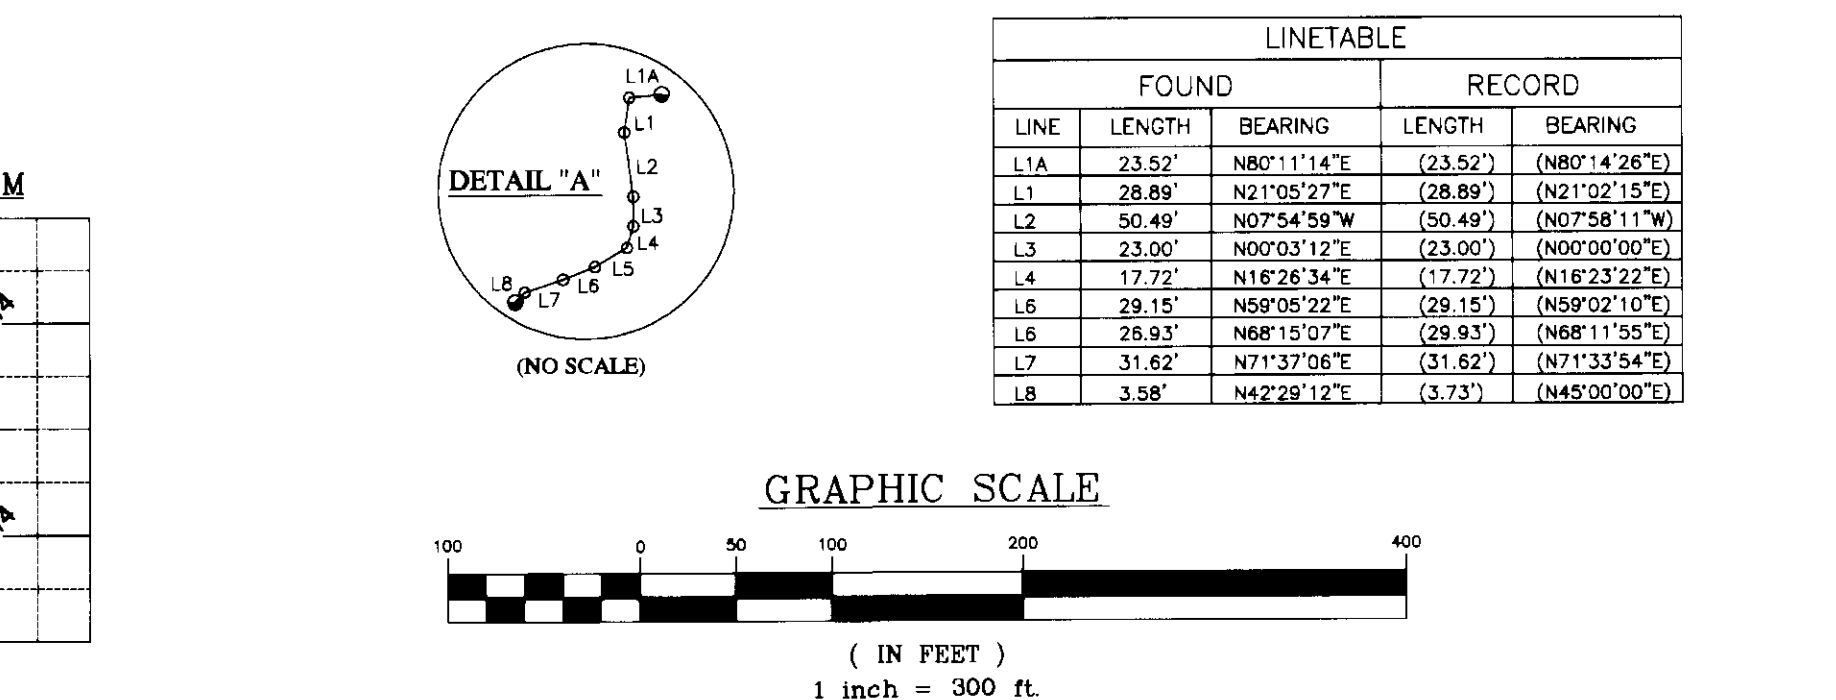 M
L1A
L1
L2
DETAIL "A"
L3
L4
L5
L6
L8
L7
(NO SCALE)
LINETABLE
FOUND RECORD
LINE LENGTH BEARING LENGTH BEARING
L1A 23.52' N80°11'14"E (23.52') (N80°14'26"E)
L1 28.89' N21°05'27"E (28.89') (N21°02'15"E)
L2 50.49' N07°54'59"W (50.49') (N07°58'11"W)
L3 23.00' N00°03'12"E (23.00') (N00°00'00"E)
L4 17.72' N16°26'34"E (17.72') (N16°23'22"E)
L6 29.15' N59°05'22"E (29.15') (N59°02'10"E)
L6 26.93' N68°15'07"E (29.93') (N68°11'55"E)
L7 31.62' N71°37'06"E (31.62') (N71°33'54"E)
L8 3.58' N42°29'12"E (3.73') (N45°00'00"E)
GRAPHIC SCALE
100 0 50 100 200 400
( IN FEET )
1 inch = 300 ft.